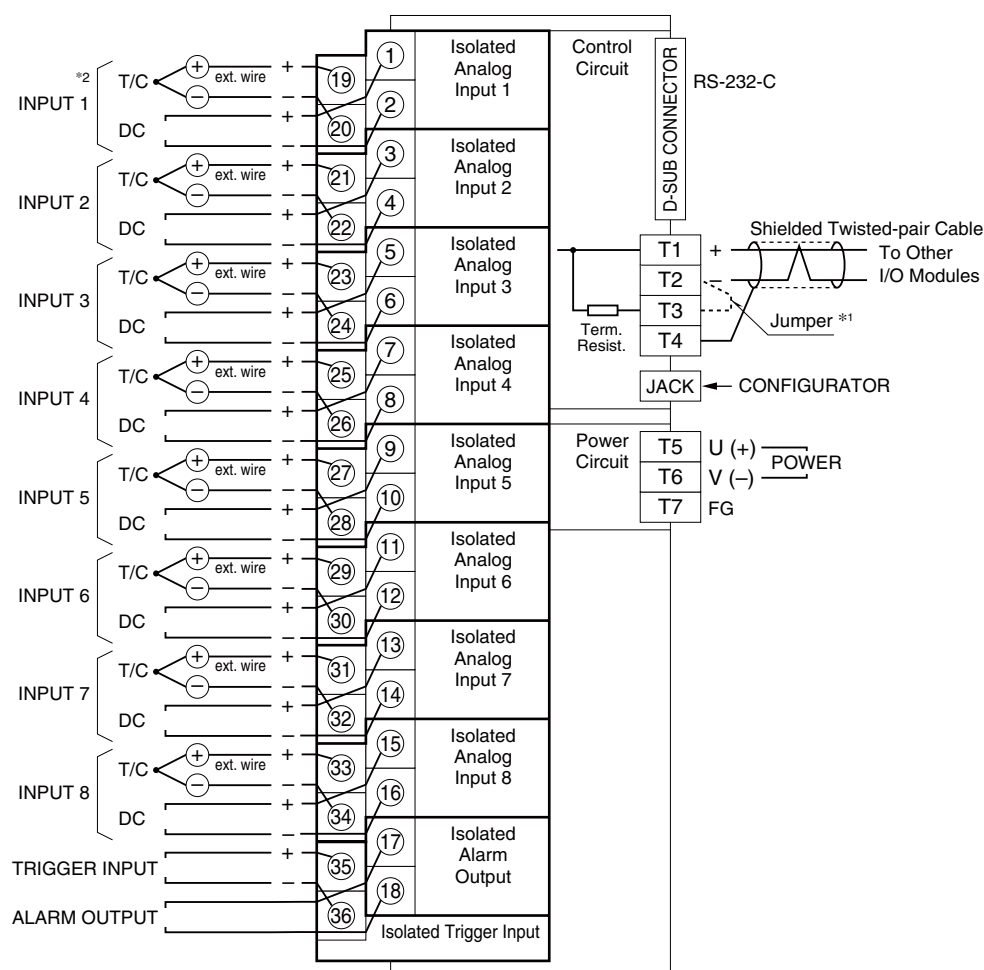 *2
INPUT 1
T/C
+
−
ext. wire
+
−
DC
+
−
19
20
1
2
Isolated
Analog
Input 1
INPUT 2
T/C
+
−
ext. wire
+
−
DC
+
−
21
22
3
4
Isolated
Analog
Input 2
INPUT 3
T/C
+
−
ext. wire
+
−
DC
+
−
23
24
5
6
Isolated
Analog
Input 3
INPUT 4
T/C
+
−
ext. wire
+
−
DC
+
−
25
26
7
8
Isolated
Analog
Input 4
INPUT 5
T/C
+
−
ext. wire
+
−
DC
+
−
27
28
9
10
Isolated
Analog
Input 5
INPUT 6
T/C
+
−
ext. wire
+
−
DC
+
−
29
30
11
12
Isolated
Analog
Input 6
INPUT 7
T/C
+
−
ext. wire
+
−
DC
+
−
31
32
13
14
Isolated
Analog
Input 7
INPUT 8
T/C
+
−
ext. wire
+
−
DC
+
−
33
34
15
16
Isolated
Analog
Input 8
TRIGGER INPUT
+
−
35
36
ALARM OUTPUT
17
18
Isolated
Alarm
Output
Isolated Trigger Input
Control
Circuit
D-SUB CONNECTOR
RS-232-C
Shielded Twisted-pair Cable
To Other
I/O Modules
T1 +
T2 −
T3
T4
Term.
Resist.
Jumper *1
JACK
CONFIGURATOR
Power
Circuit
T5 U (+)
T6 V (–)
POWER
T7 FG